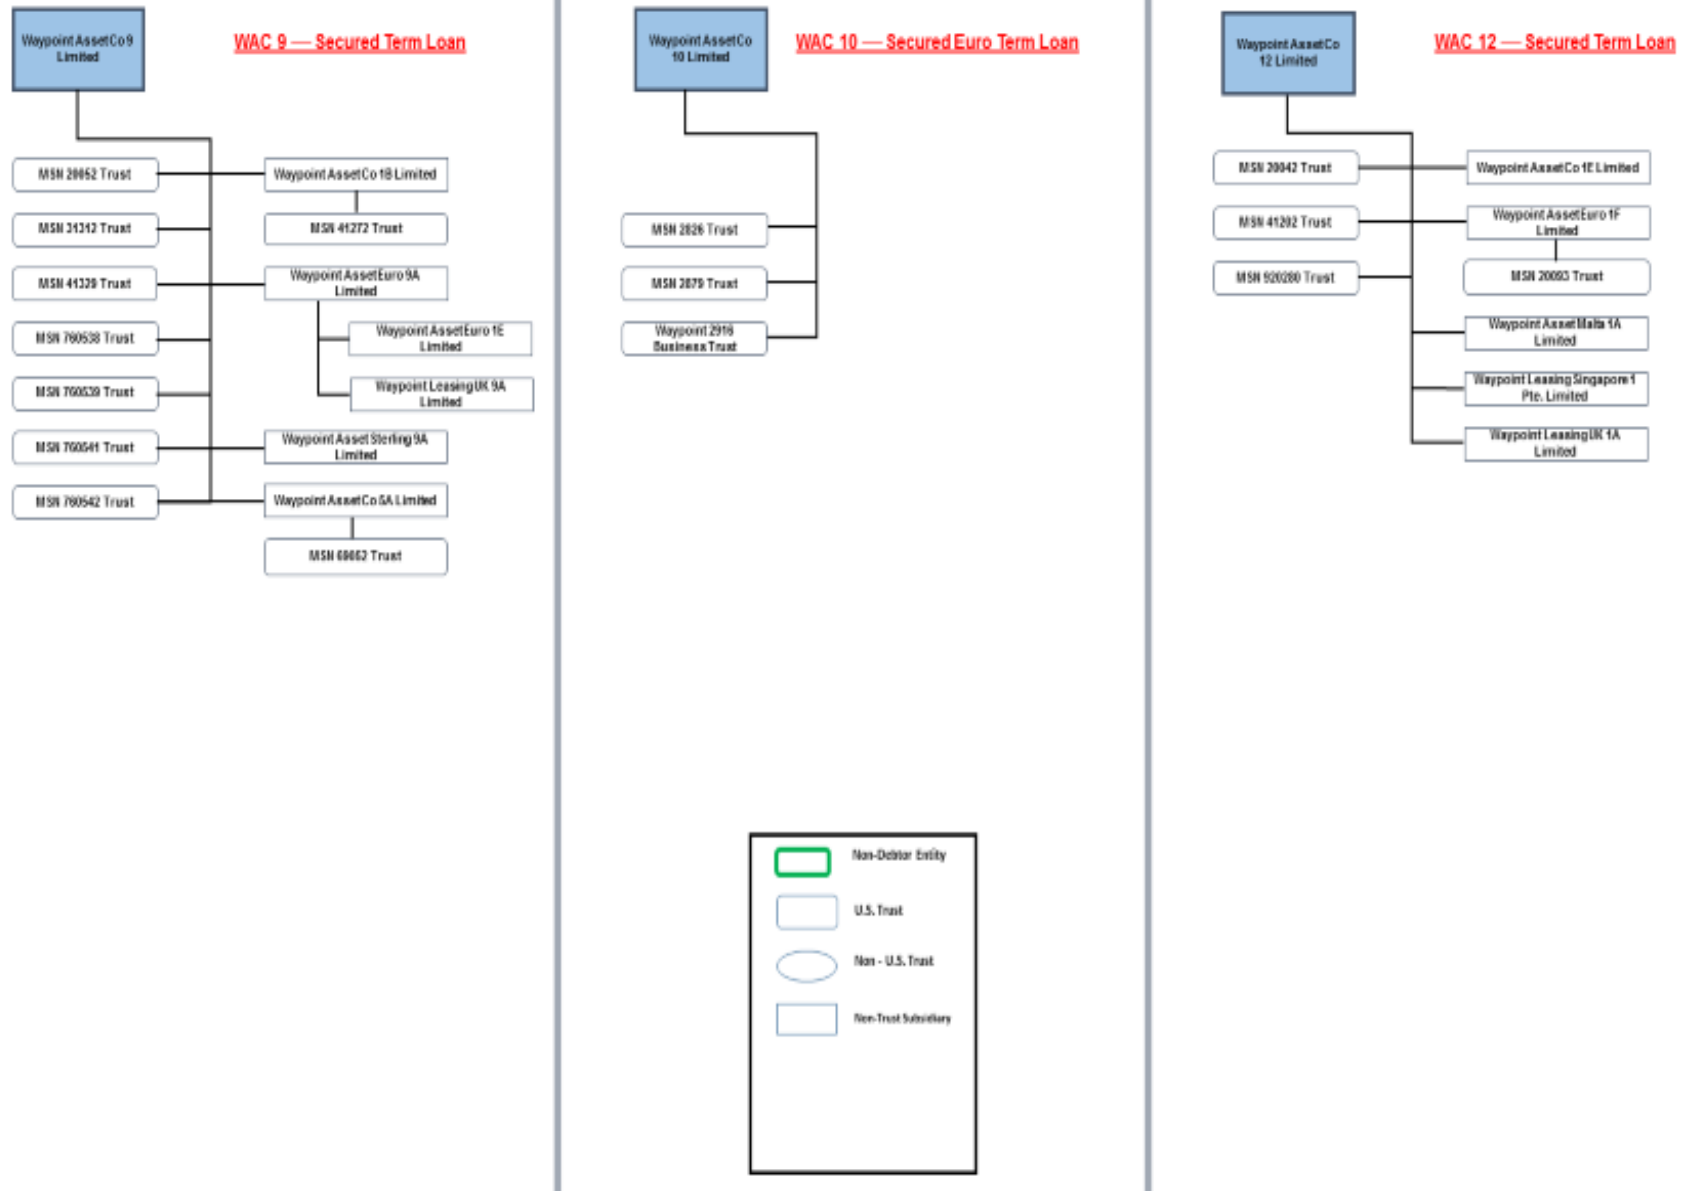 Waypoint AssetCo 9
Limited
WAC 9 — Secured Term Loan
MSN 20052 Trust
Waypoint AssetCo 1B Limited
MSN 31312 Trust
MSN 41272 Trust
MSN 41329 Trust
Waypoint AssetEuro 9A
Limited
MSN 760538 Trust
Waypoint AssetEuro 1E
Limited
MSN 760539 Trust
Waypoint Leasing UK 9A
Limited
MSN 760541 Trust
Waypoint Asset Sterling 9A
Limited
MSN 760542 Trust
Waypoint AssetCo 5A Limited
MSN Trust
Waypoint AssetCo
10 Limited
WAC 10 — Secured Euro Term Loan
MSN 2826 Trust
MSN 2879 Trust
Waypoint 2916
Business Trust
Non-Debtor Entity
U.S. Trust
Non - U.S. Trust
Non-Trust Subsidiary
Waypoint AssetCo
12 Limited
WAC 12 — Secured Term Loan
MSN 20042 Trust
Waypoint AssetCo 1E Limited
MSN 41202 Trust
Waypoint AssetEuro 1F
Limited
MSN 920280 Trust
MSN 20093 Trust
Waypoint Asset Malta 1A
Limited
Waypoint Leasing Singapore 1
Pte. Limited
Waypoint Leasing UK 1A
Limited